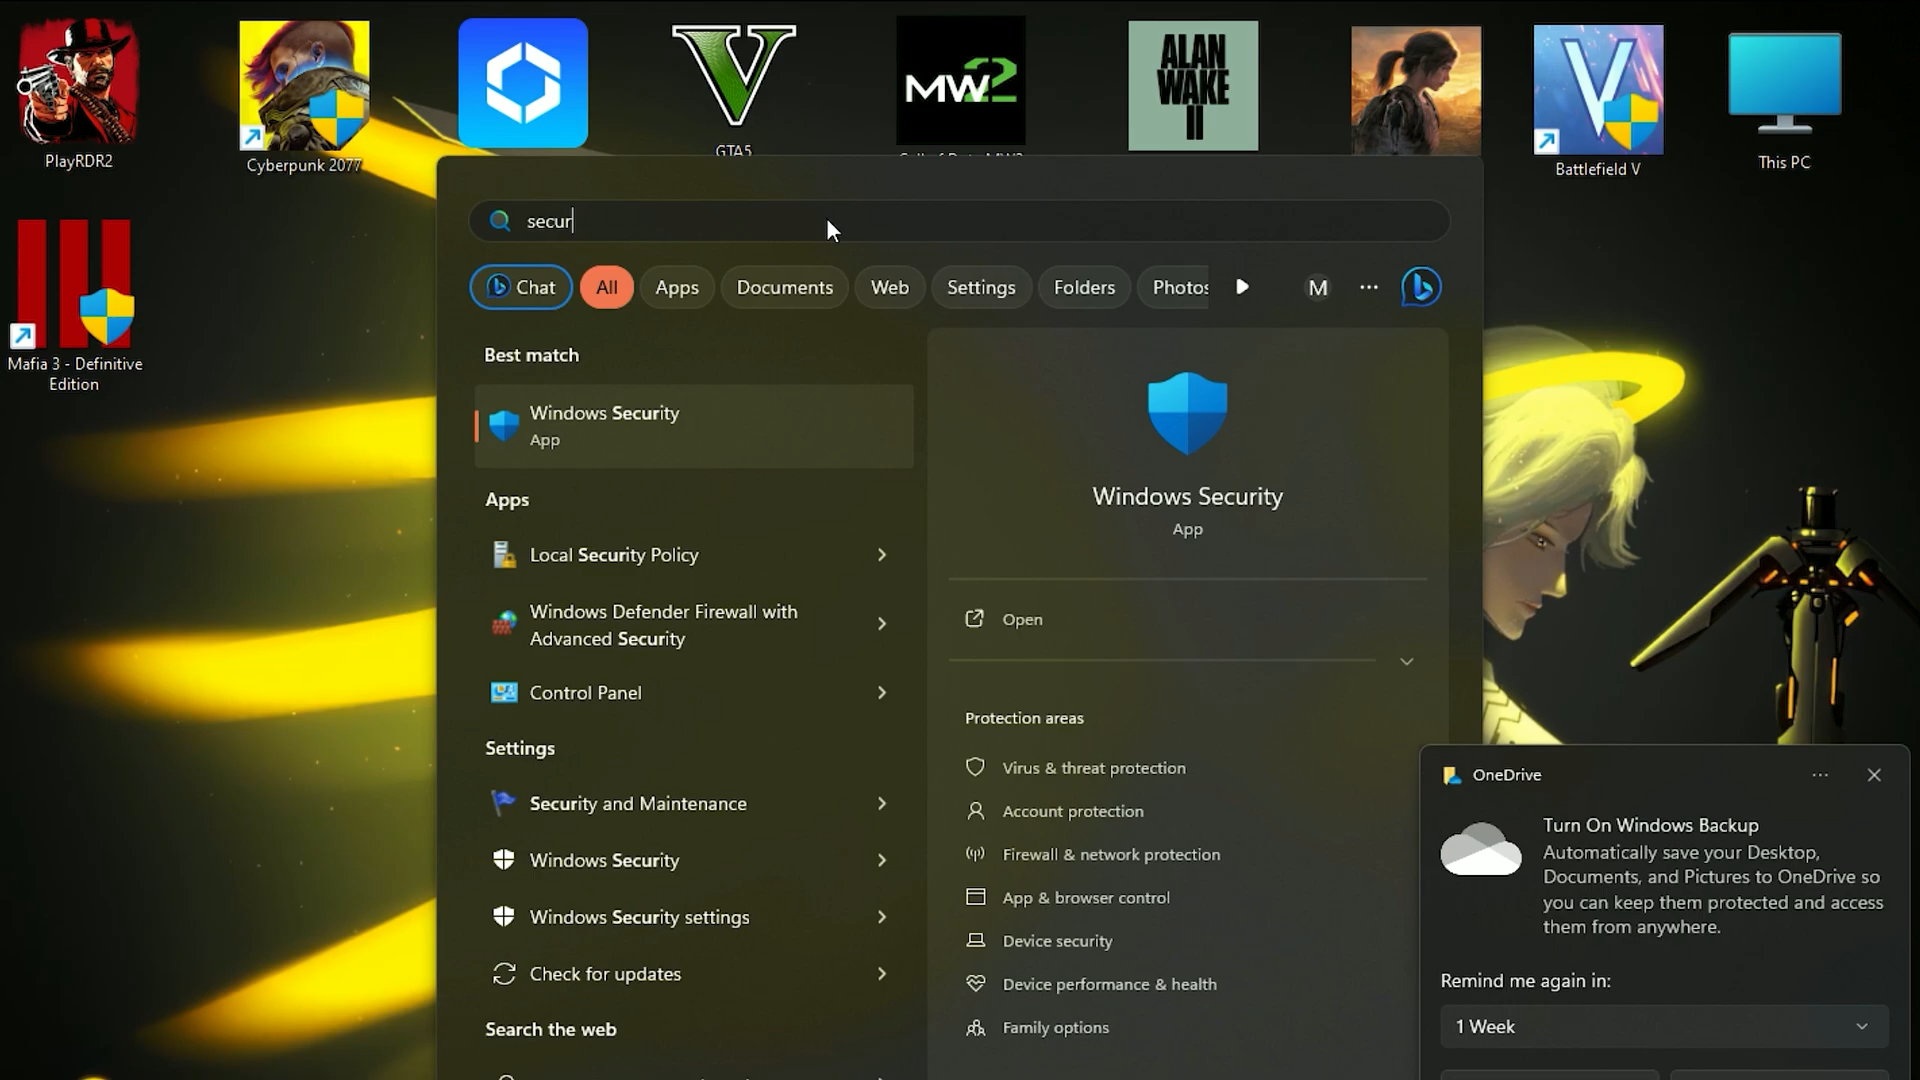 V
MW2
ALAN
WAKE
II
V
PlayRDR2
Cyberpunk 2077
GTA5
Battlefield V
This PC
Mafia 3 - Definitive
Edition
secur
Chat
All
Apps
Documents
Web
Settings
Folders
Photos
M
Best match
Windows Security
App
Apps
Local Security Policy
Windows Defender Firewall with
Advanced Security
Control Panel
Settings
Security and Maintenance
Windows Security
Windows Security settings
Check for updates
Search the web
Windows Security
App
Open
Protection areas
Virus & threat protection
Account protection
Firewall & network protection
App & browser control
Device security
Device performance & health
Family options
OneDrive
Turn On Windows Backup
Automatically save your Desktop,
Documents, and Pictures to OneDrive so
you can keep them protected and access
them from anywhere.
Remind me again in:
1 Week